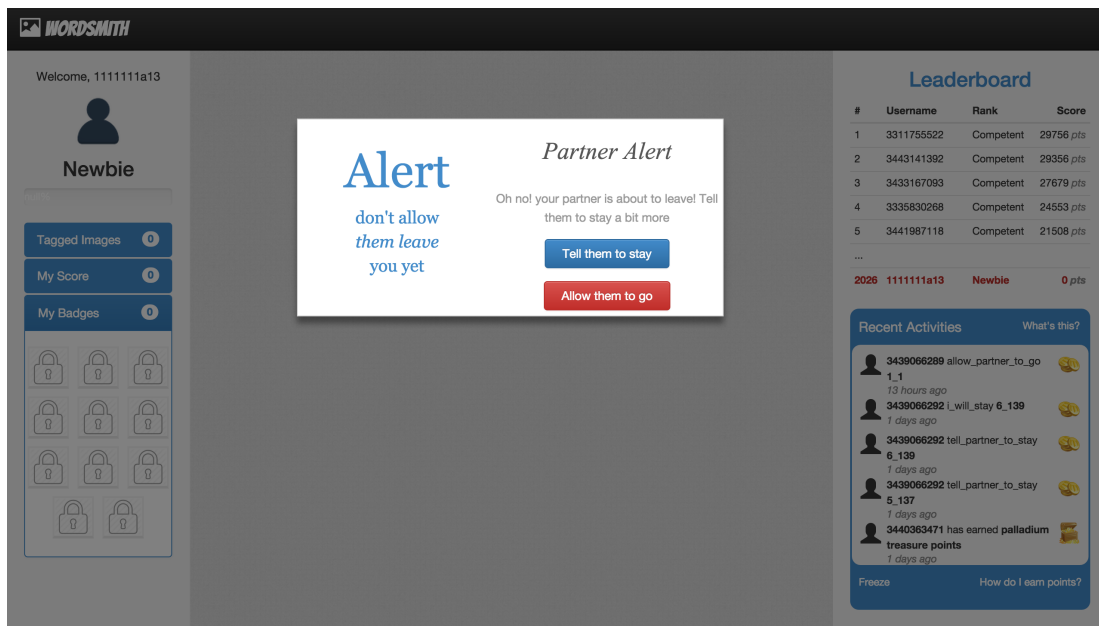 WORDSMITH
Welcome, 1111111a13
Newbie
Tagged Images 0
My Score 0
My Badges 0
Alert
don't allow
them leave
you yet
Partner Alert
Oh no! your partner is about to leave! Tell
them to stay a bit more
Tell them to stay
Allow them to go
Leaderboard
# Username Rank Score
1 3311755522 Competent 29756 pts
2 3443141392 Competent 29356 pts
3 3433167093 Competent 27679 pts
4 3335830268 Competent 24553 pts
5 3441987118 Competent 21508 pts
...
2026 1111111a13 Newbie 0 pts
Recent Activities What's this?
3439066289 allow_partner_to_go
1_1
13 hours ago
3439066292 i_will_stay 6_139
1 days ago
3439066292 tell_partner_to_stay
6_139
1 days ago
3439066292 tell_partner_to_stay
5_137
1 days ago
3440363471 has earned palladium
treasure points
1 days ago
Freeze How do I earn points?